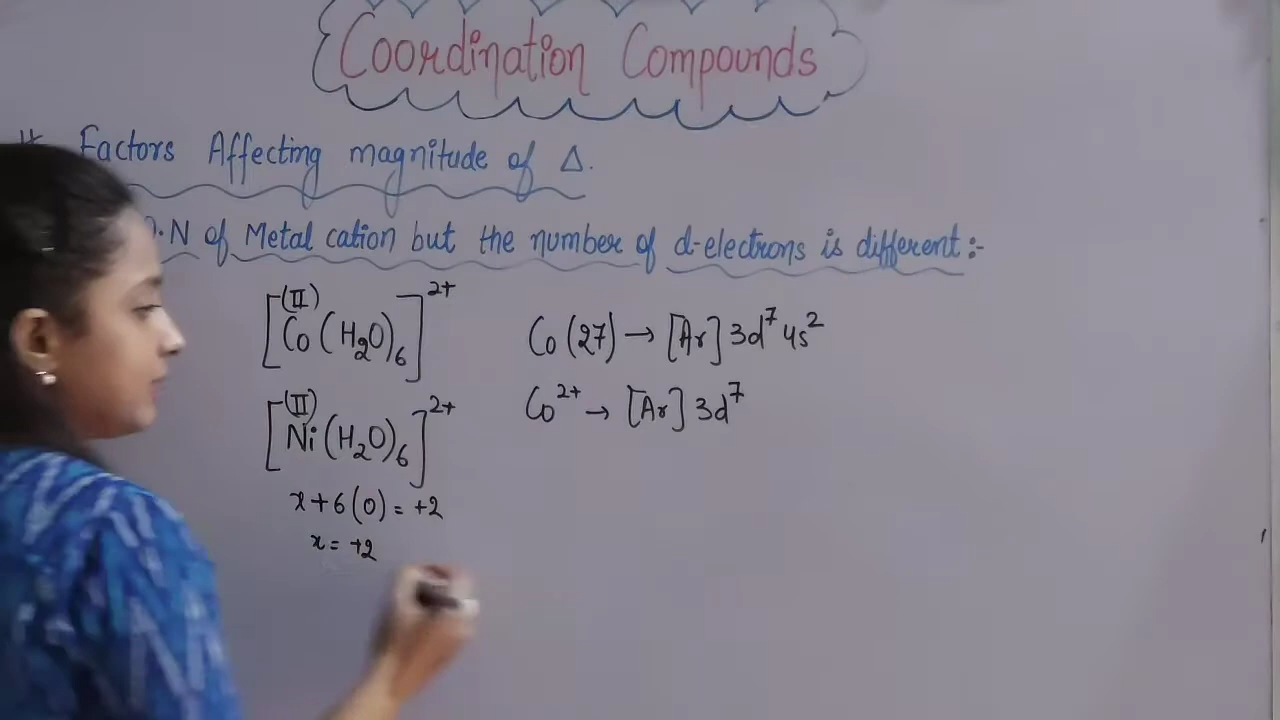 Coordination Compounds
Factors Affecting magnitude of Δ.
O.N of Metal cation but the number of d-electrons is different :-
[Co(H₂O)₆]²⁺ (II)
Co(27) → [Ar] 3d⁷ 4s²
[Ni(H₂O)₆]²⁺ (II)
Co²⁺ → [Ar] 3d⁷
x + 6(0) = +2
x = +2